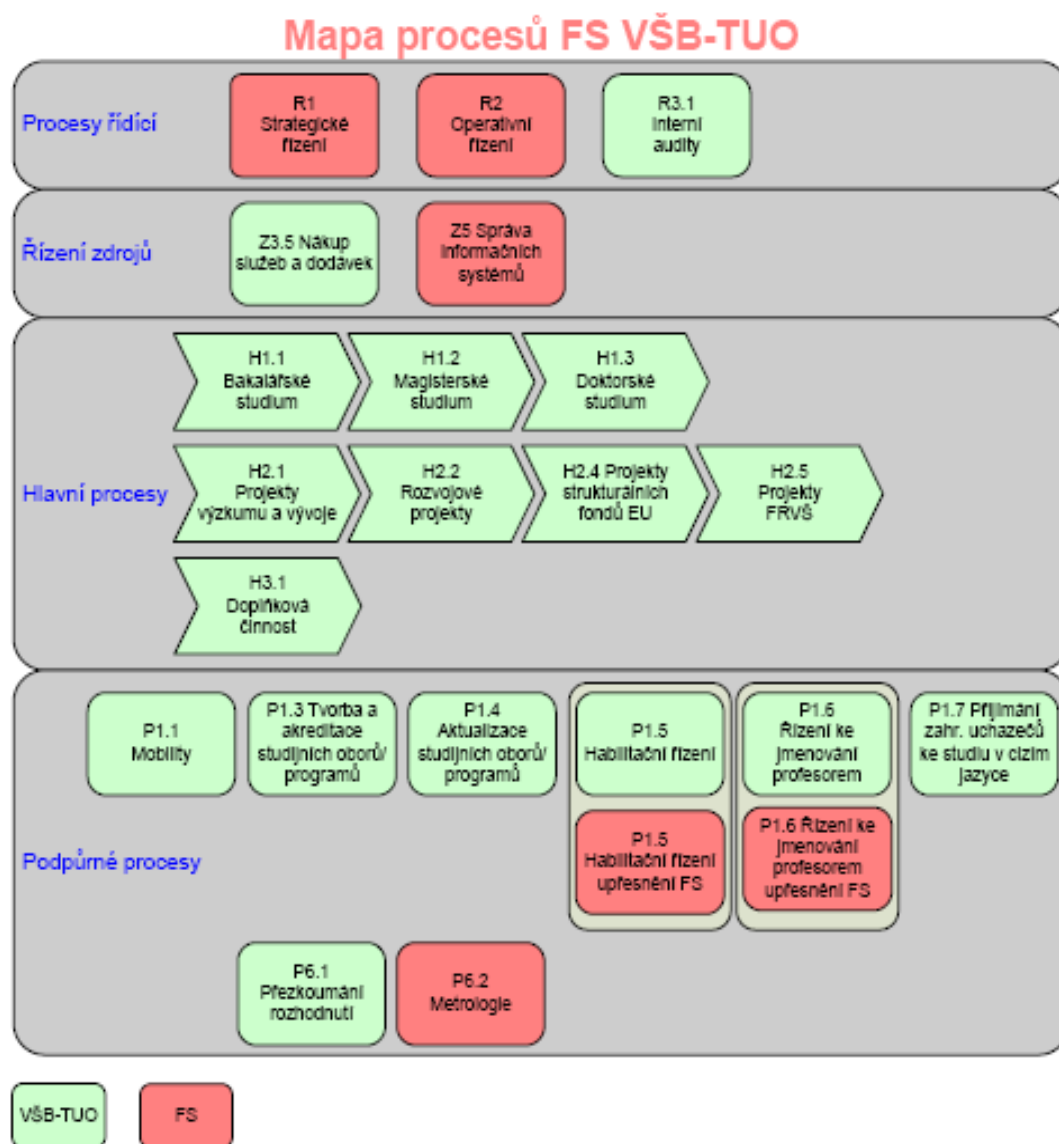 Mapa procesů FS VŠB-TUO
Procesy řídící
R1
Strategické
řízení
R2
Operativní
řízení
R3.1
Interní
audity
Řízení zdrojů
Z3.5 Nákup
služeb a dodávek
Z5 Správa
informačních
systémů
Hlavní procesy
H1.1
Bakalářské
studium
H1.2
Magisterské
studium
H1.3
Doktorské
studium
H2.1
Projekty
výzkumu a vývoje
H2.2
Rozvojové
projekty
H2.4 Projekty
strukturálních
fondů EU
H2.5
Projekty
FRVŠ
H3.1
Doplňková
činnost
Podpůrné procesy
P1.1
Mobility
P1.3 Tvorba a
akreditace
studijních oborů/
programů
P1.4
Aktualizace
studijních oborů/
programů
P1.5
Habilitační řízení
P1.6
Řízení ke
jmenování
profesorem
P1.7 Přijímání
zahr. uchazečů
ke studiu v cizím
jazyce
P1.5
Habilitační řízení
upřesnění FS
P1.6 Řízení ke
jmenování
profesorem
upřesnění FS
P6.1
Přezkoumání
rozhodnutí
P6.2
Metrologie
VŠB-TUO
FS